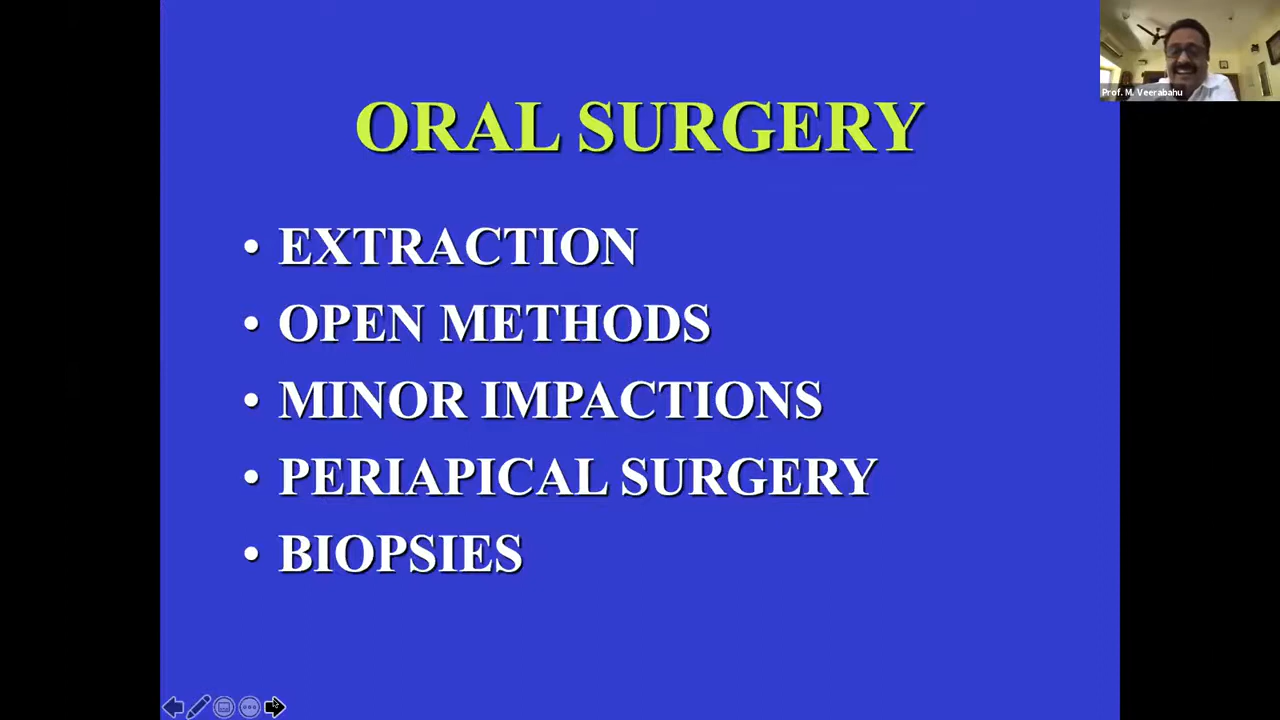 ORAL SURGERY
• EXTRACTION
• OPEN METHODS
• MINOR IMPACTIONS
• PERIAPICAL SURGERY
• BIOPSIES
Prof. M. Veerabahu